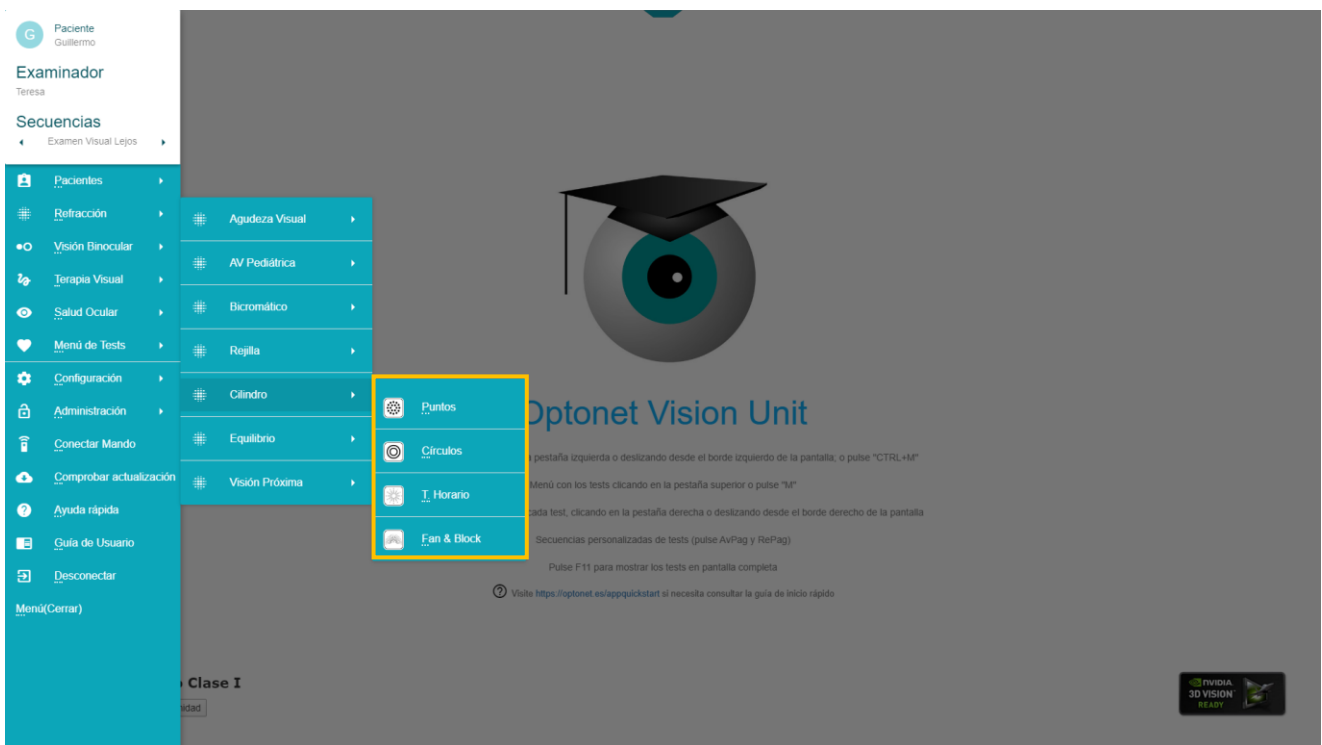 G
Paciente
Guillermo
Examinador
Teresa
Secuencias
Examen Visual Lejos
Pacientes
Refracción
Visión Binocular
Terapia Visual
Salud Ocular
Menú de Tests
Configuración
Administración
Conectar Mando
Comprobar actualización
Ayuda rápida
Guía de Usuario
Desconectar
Menú(Cerrar)
Agudeza Visual
AV Pediátrica
Bicromático
Rejilla
Cilindro
Equilibrio
Visión Próxima
Puntos
Círculos
T. Horario
Fan & Block
Optonet Vision Unit
pestaña izquierda o deslizando desde el borde izquierdo de la pantalla; o pulse "CTRL+M"
Menú con los tests clicando en la pestaña superior o pulse "M"
cada test, clicando en la pestaña derecha o deslizando desde el borde derecho de la pantalla
Secuencias personalizadas de tests (pulse AvPag y RePag)
Pulse F11 para mostrar los tests en pantalla completa
Visite https://optonet.es/appquickstart si necesita consultar la guía de inicio rápido
Clase I
nidad
NVIDIA
3D VISION
READY